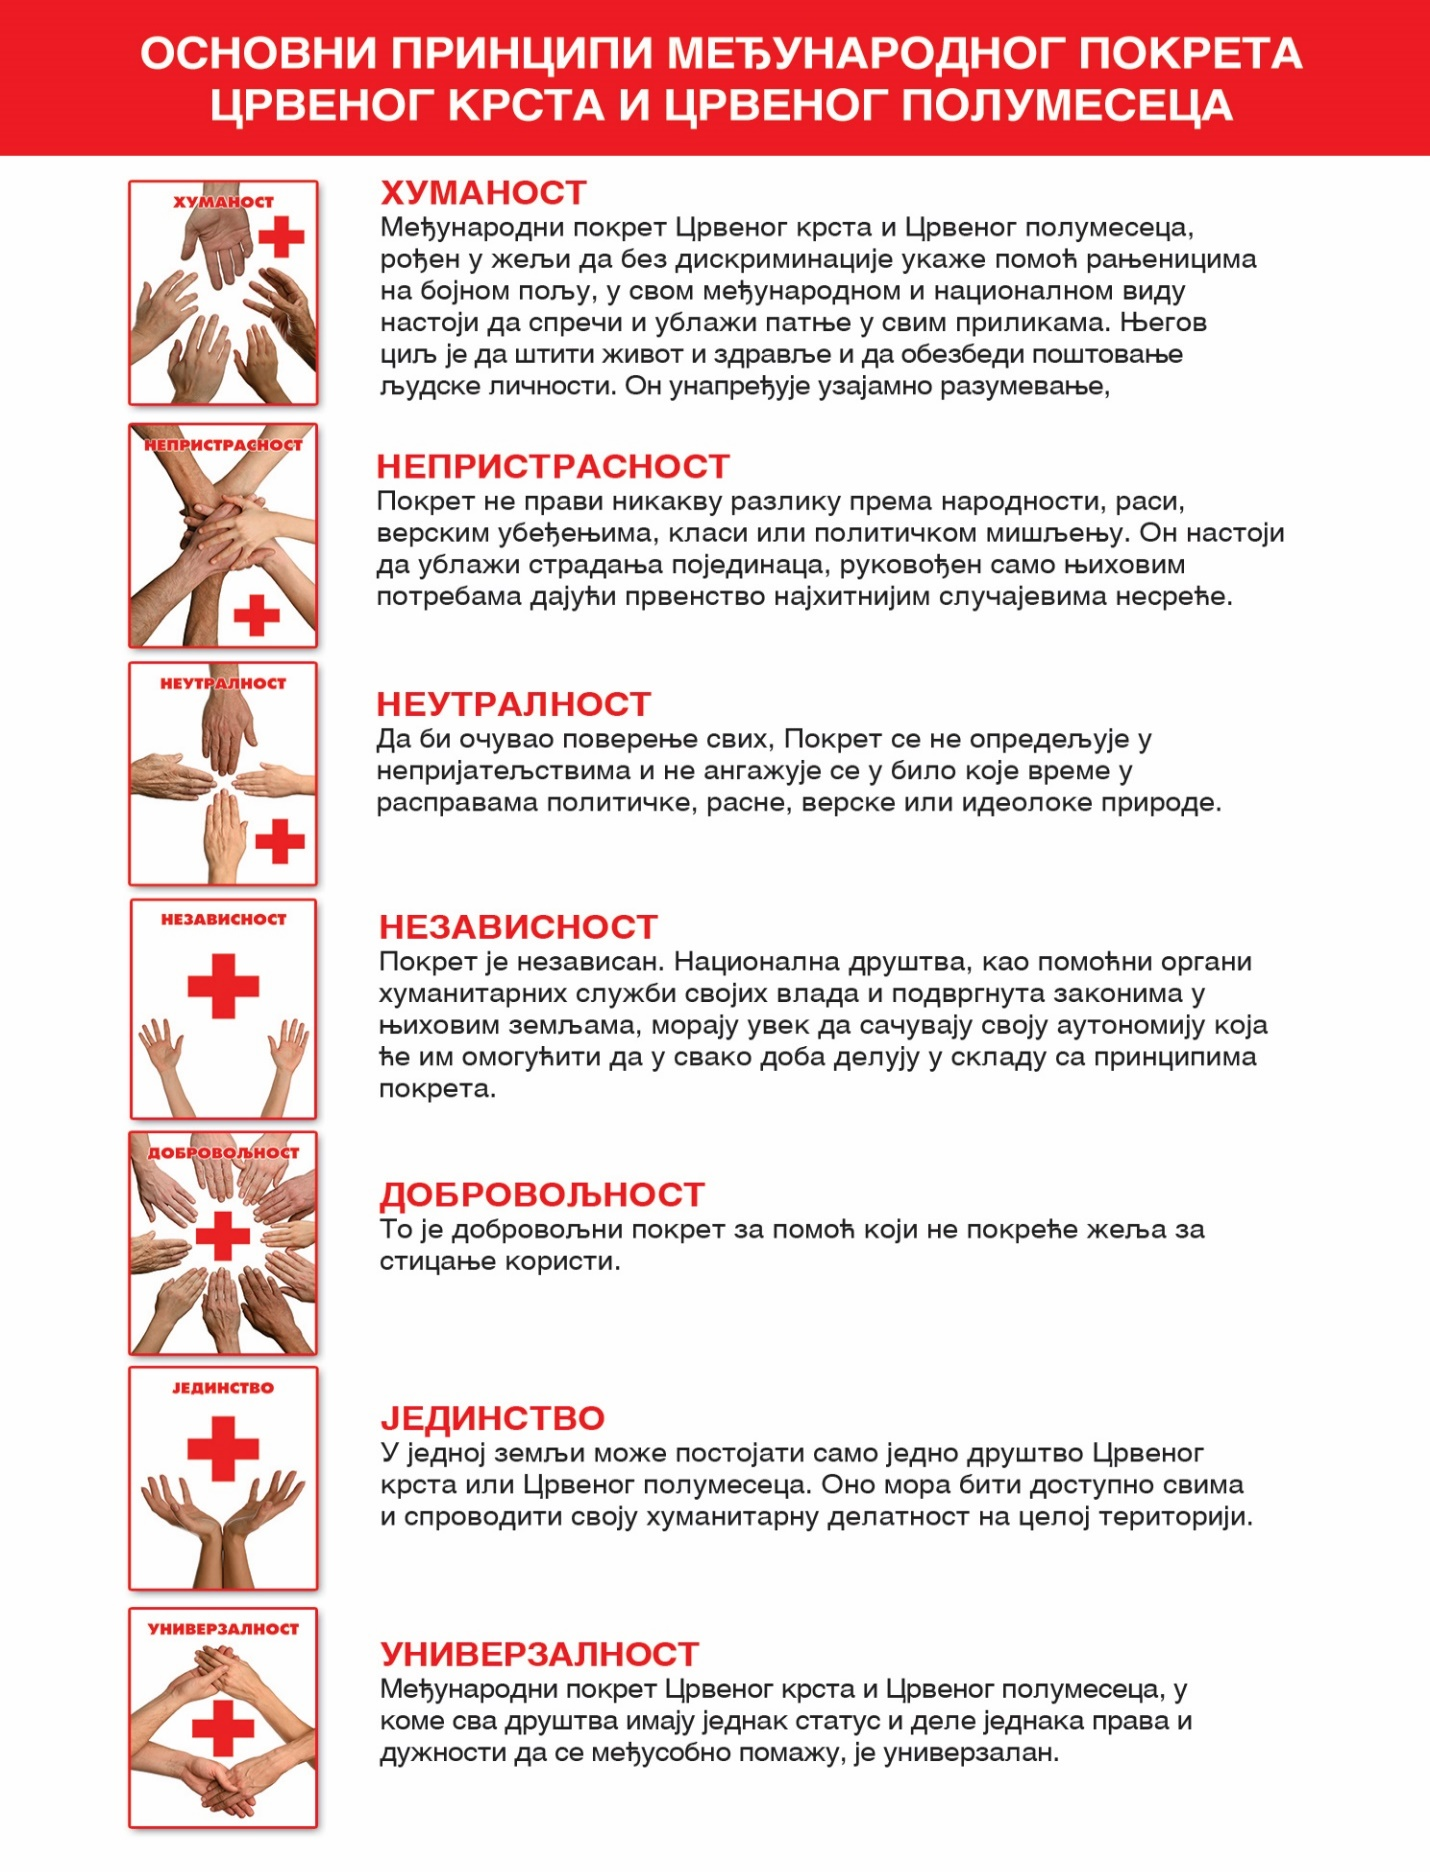 ОСНОВНИ ПРИНЦИПИ МЕЂУНАРОДНОГ ПОКРЕТА
ЦРВЕНОГ КРСТА И ЦРВЕНОГ ПОЛУМЕСЕЦА
ХУМАНОСТ
ХУМАНОСТ
Међународни покрет Црвеног крста и Црвеног полумесеца,
рођен у жељи да без дискриминације укаже помоћ рањеницима
на бојном пољу, у свом међународном и националном виду
настоји да спречи и ублажи патње у свим приликама. Његов
циљ је да штити живот и здравље и да обезбеди поштовање
људске личности. Он унапређује узајамно разумевање,
НЕПРИСТРАСНОСТ
НЕПРИСТРАСНОСТ
Покрет не прави никакву разлику према народности, раси,
верским убеђењима, класи или политичком мишљењу. Он настоји
да ублажи страдања појединаца, руковођен само њиховим
потребама дајући првенство најхитнијим случајевима несреће.
НЕУТРАЛНОСТ
НЕУТРАЛНОСТ
Да би очувао поверење свих, Покрет се не опредељује у
непријатељствима и не ангажује се у било које време у
расправама политичке, расне, верске или идеолоке природе.
НЕЗАВИСНОСТ
НЕЗАВИСНОСТ
Покрет је независан. Национална друштва, као помоћни органи
хуманитарних служби својих влада и подвргнута законима у
њиховим земљама, морају увек да сачувају своју аутономију која
ће им омогућити да у свако доба делују у складу са принципима
покрета.
ДОБРОВОЉНОСТ
ДОБРОВОЉНОСТ
То је добровољни покрет за помоћ који не покреће жеља за
стицање користи.
ЈЕДИНСТВО
ЈЕДИНСТВО
У једној земљи може постојати само једно друштво Црвеног
крста или Црвеног полумесеца. Оно мора бити доступно свима
и спроводити своју хуманитарну делатност на целој територији.
УНИВЕРЗАЛНОСТ
УНИВЕРЗАЛНОСТ
Међународни покрет Црвеног крста и Црвеног полумесеца, у
коме сва друштва имају једнак статус и деле једнака права и
дужности да се међусобно помажу, је универзалан.